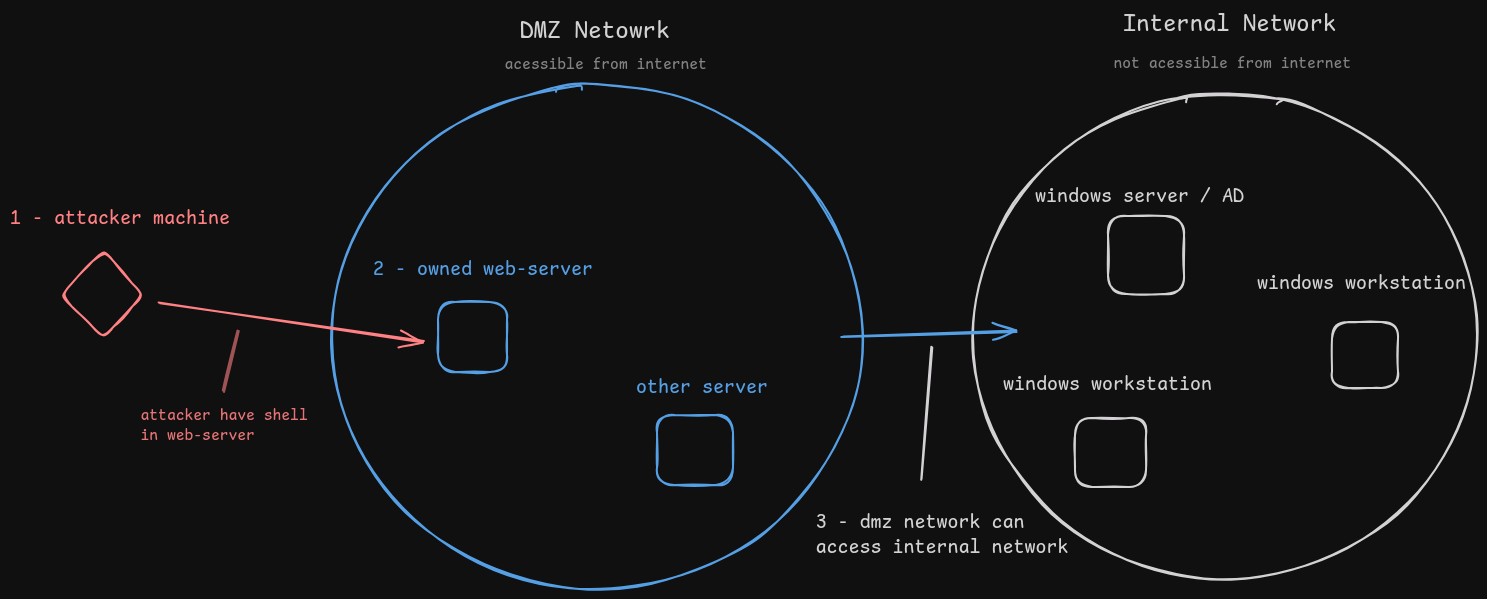 DMZ Netowrk
acessible from internet
Internal Network
not acessible from internet
1 - attacker machine
attacker have shell
in web-server
2 - owned web-server
other server
3 - dmz network can
access internal network
windows server / AD
windows workstation
windows workstation